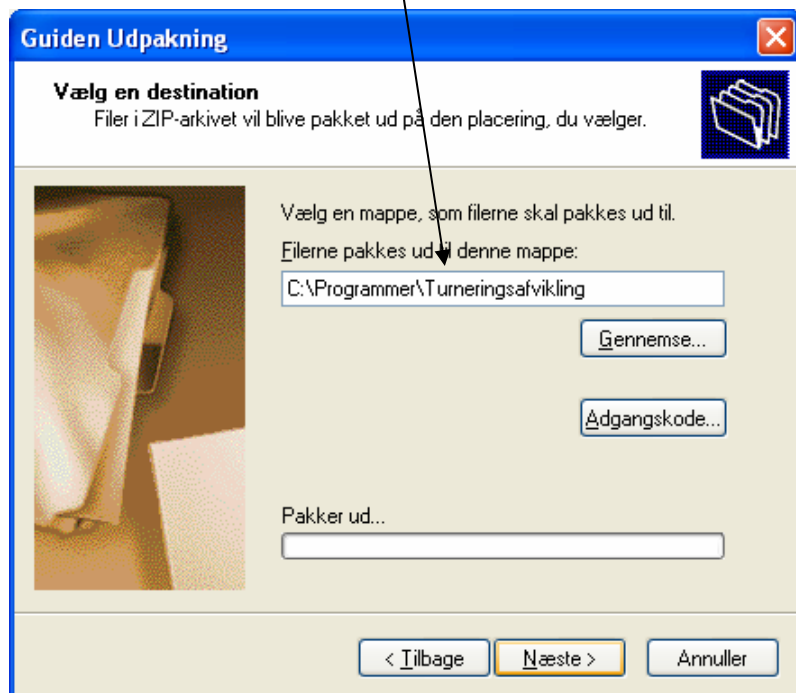 Guiden Udpakning
Vælg en destination
Filer i ZIP-arkivet vil blive pakket ud på den placering, du vælger.
Vælg en mappe, som filerne skal pakkes ud til.
Filerne pakkes ud til denne mappe:
C:\Programmer\Turneringsafvikling
Gennemse...
Adgangskode...
Pakker ud...
< Tilbage
Næste >
Annuller